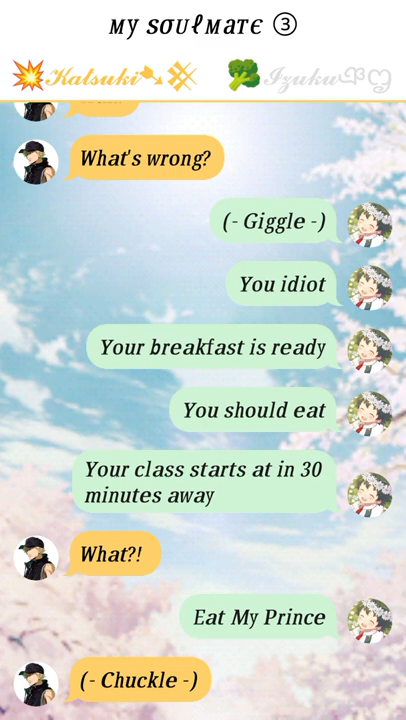 My soulmate ③
Katsuki
Izuku
What's wrong?
(- Giggle -)
You idiot
Your breakfast is ready
You should eat
Your class starts at in 30
minutes away
What?!
Eat My Prince
(- Chuckle -)